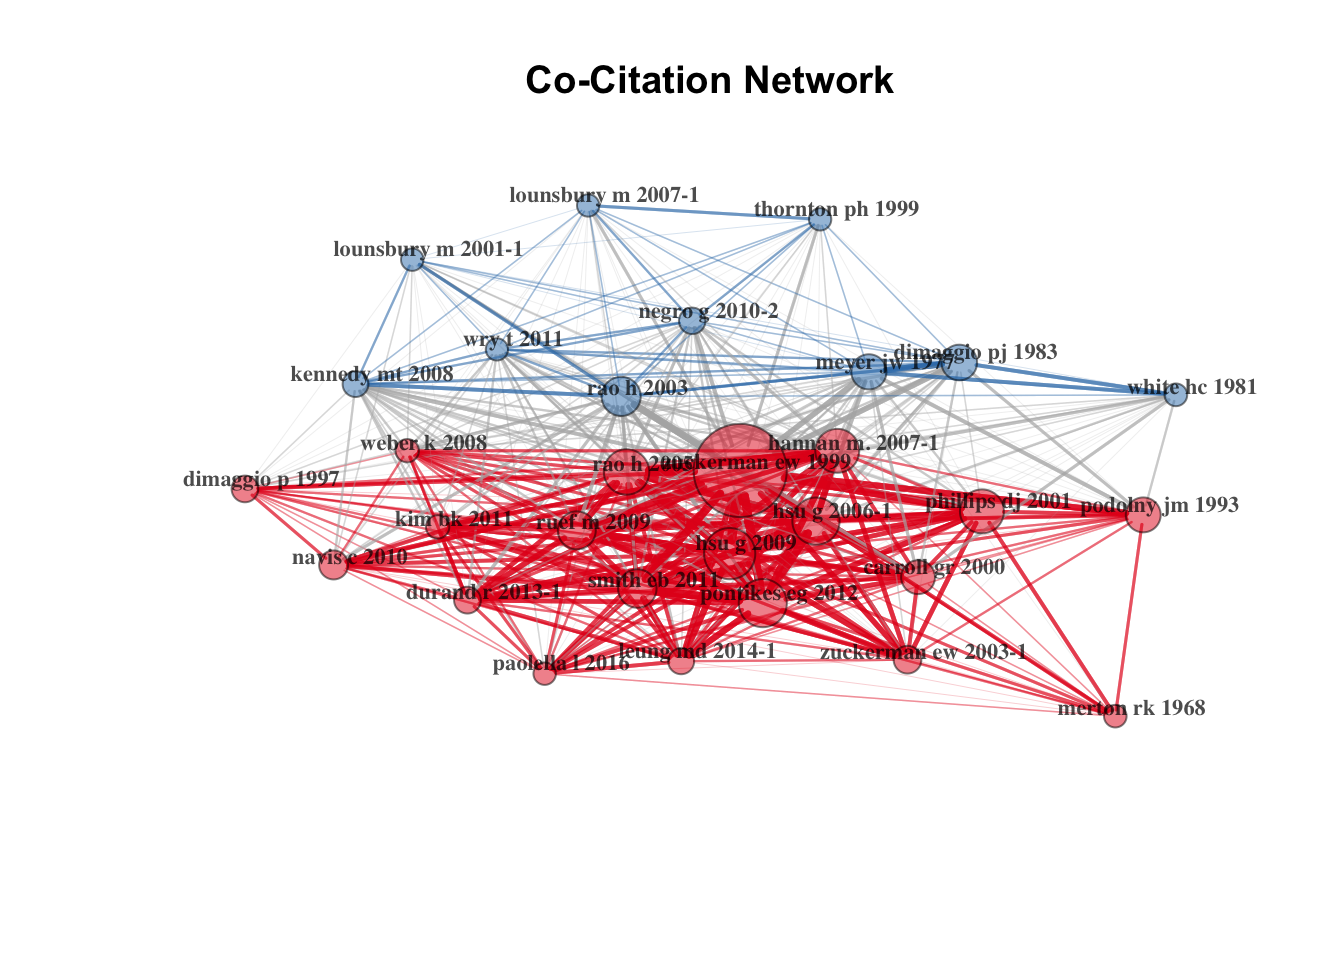 Co-Citation Network
lounsbury m 2007-1
thornton ph 1999
lounsbury m 2001-1
negro g 2010-2
wry t 2011
dimaggio pj 1983
meyer jw 1977
kennedy mt 2008
rao h 2003
white hc 1981
weber k 2008
hannan m. 2007-1
rao h 2005
zuckerman ew 1999
dimaggio p 1997
phillips dj 2001
podolny jm 1993
kim bk 2011
ruef m 2009
hsu g 2006-1
hsu g 2009
navis c 2010
carroll gr 2000
smith eb 2011
durand r 2013-1
pontikes eg 2012
leung md 2014-1
zuckerman ew 2003-1
paolella l 2016
merton rk 1968